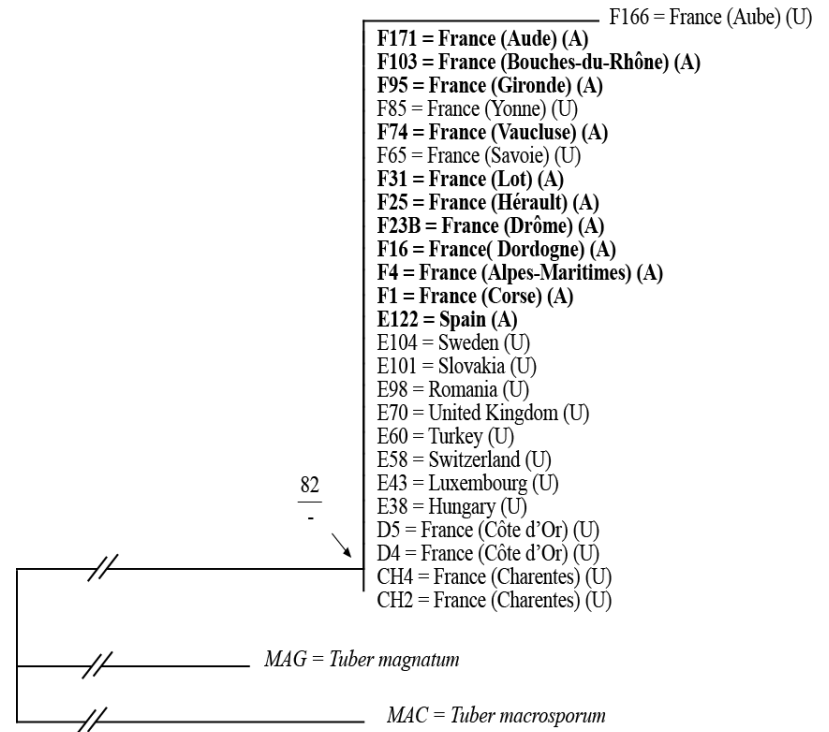 F166 = France (Aube) (U)
F171 = France (Aude) (A)
F103 = France (Bouches-du-Rhône) (A)
F95 = France (Gironde) (A)
F85 = France (Yonne) (U)
F74 = France (Vaucluse) (A)
F65 = France (Savoie) (U)
F31 = France (Lot) (A)
F25 = France (Hérault) (A)
F23B = France (Drôme) (A)
F16 = France( Dordogne) (A)
F4 = France (Alpes-Maritimes) (A)
F1 = France (Corse) (A)
E122 = Spain (A)
E104 = Sweden (U)
E101 = Slovakia (U)
E98 = Romania (U)
E70 = United Kingdom (U)
E60 = Turkey (U)
E58 = Switzerland (U)
E43 = Luxembourg (U)
E38 = Hungary (U)
D5 = France (Côte d’Or) (U)
D4 = France (Côte d’Or) (U)
CH4 = France (Charentes) (U)
CH2 = France (Charentes) (U)
82
-
MAG = Tuber magnatum
MAC = Tuber macrosporum